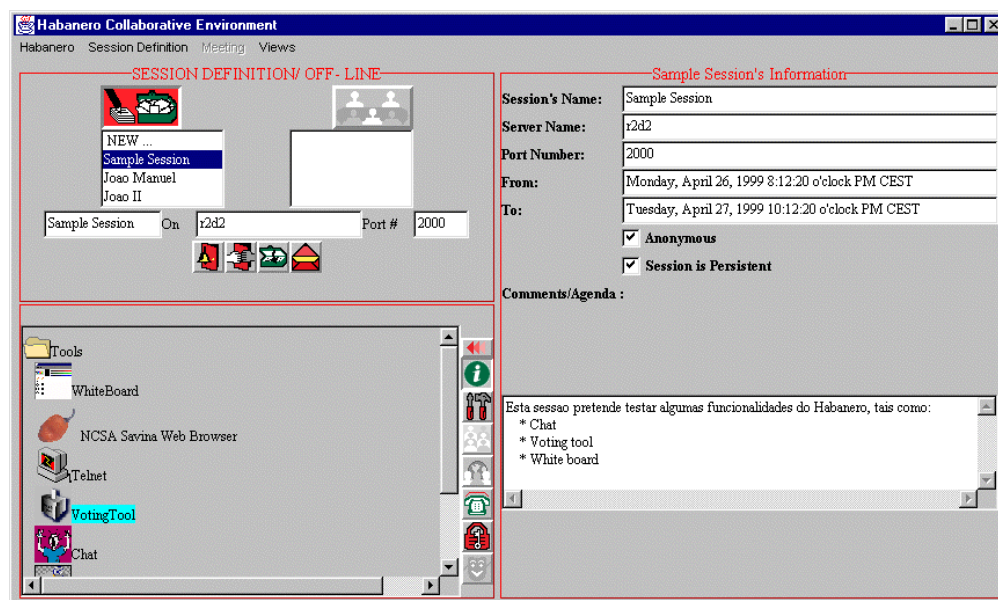 Habanero Collaborative Environment
Habanero Session Definition Meeting Views
SESSION DEFINITION/ OFF- LINE
NEW ...
Sample Session
Joao Manuel
Joao II
Sample Session On r2d2 Port # 2000
Tools
WhiteBoard
NCSA Savina Web Browser
Telnet
VotingTool
Chat
Sample Session's Information
Session's Name: Sample Session
Server Name: r2d2
Port Number: 2000
From: Monday, April 26, 1999 8:12:20 o'clock PM CEST
To: Tuesday, April 27, 1999 10:12:20 o'clock PM CEST
Anonymous
Session is Persistent
Comments/Agenda :
Esta sessao pretende testar algumas funcionalidades do Habanero, tais como:
* Chat
* Voting tool
* White board